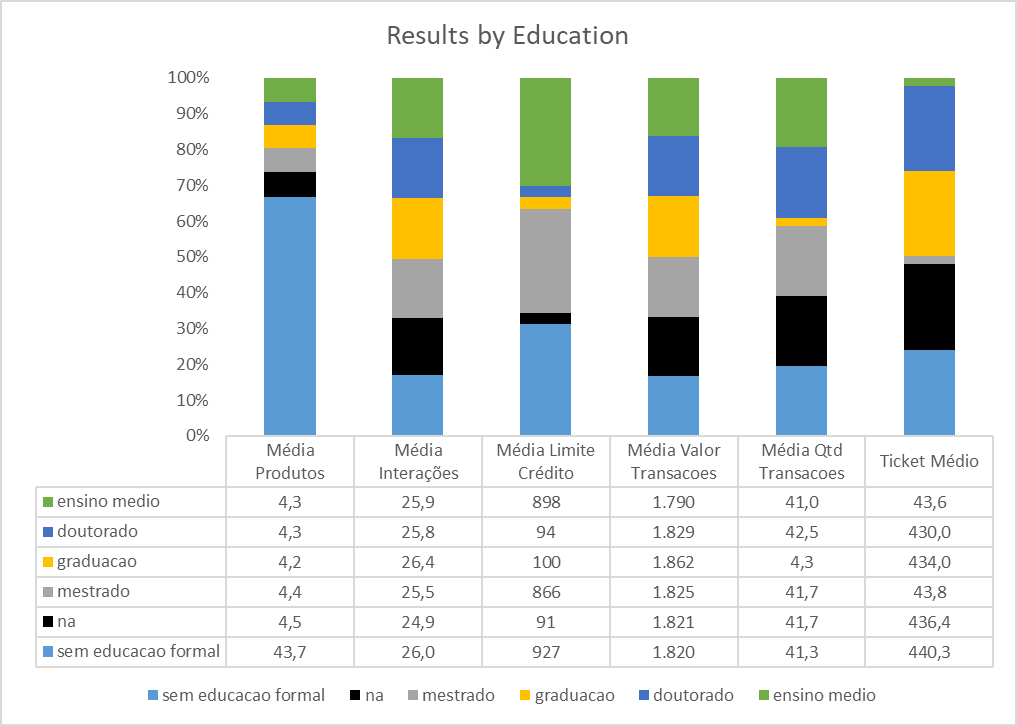 Results by Education
100%
90%
80%
70%
60%
50%
40%
30%
20%
10%
0%
Média Produtos Média Interações Média Limite Crédito Média Valor Transacoes Média Qtd Transacoes Ticket Médio
ensino medio 4,3 25,9 898 1.790 41,0 43,6
doutorado 4,3 25,8 94 1.829 42,5 430,0
graduacao 4,2 26,4 100 1.862 4,3 434,0
mestrado 4,4 25,5 866 1.825 41,7 43,8
na 4,5 24,9 91 1.821 41,7 436,4
sem educacao formal 43,7 26,0 927 1.820 41,3 440,3
sem educacao formal na mestrado graduacao doutorado ensino medio